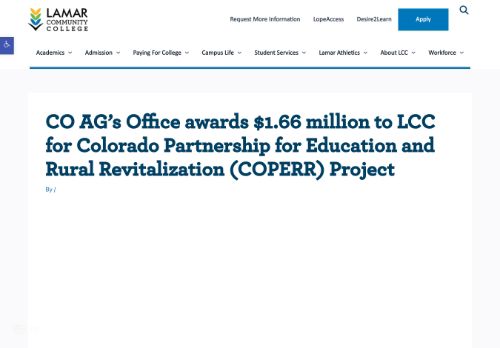 LAMAR
COMMUNITY
COLLEGE
Request More Information LopeAccess Desire2Learn Apply
Academics Admission Paying For College Campus Life Student Services Lamar Athletics About LCC Workforce
CO AG's Office awards $1.66 million to LCC
for Colorado Partnership for Education and
Rural Revitalization (COPERR) Project
By /